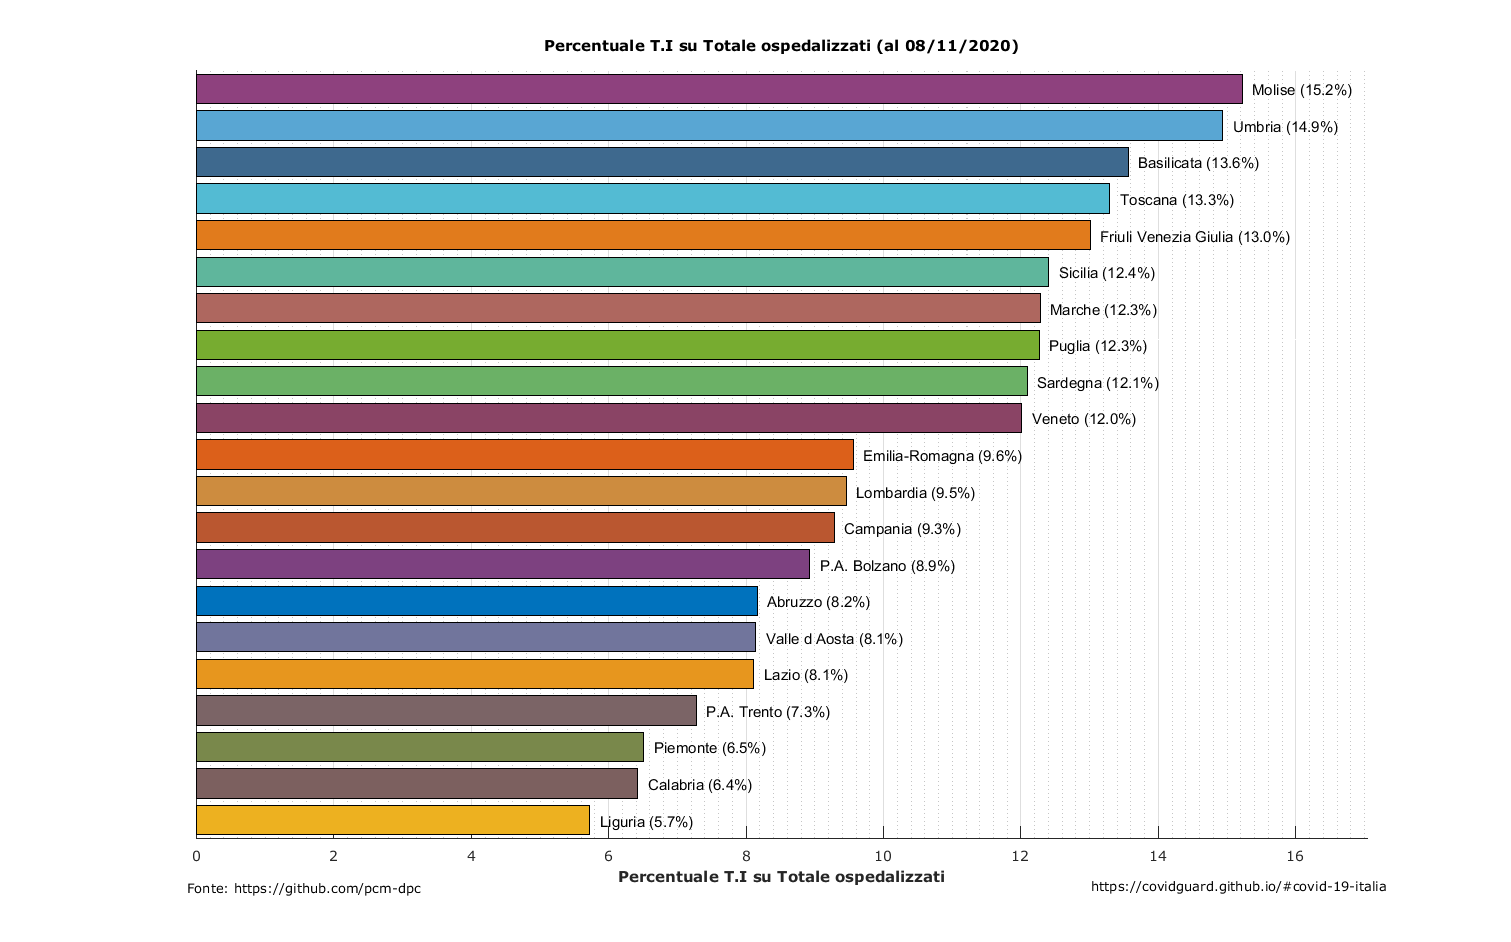 Percentuale T.I su Totale ospedalizzati (al 08/11/2020)
Molise (15.2%)
Umbria (14.9%)
Basilicata (13.6%)
Toscana (13.3%)
Friuli Venezia Giulia (13.0%)
Sicilia (12.4%)
Marche (12.3%)
Puglia (12.3%)
Sardegna (12.1%)
Veneto (12.0%)
Emilia-Romagna (9.6%)
Lombardia (9.5%)
Campania (9.3%)
P.A. Bolzano (8.9%)
Abruzzo (8.2%)
Valle d Aosta (8.1%)
Lazio (8.1%)
P.A. Trento (7.3%)
Piemonte (6.5%)
Calabria (6.4%)
Liguria (5.7%)
0 2 4 6 8 10 12 14 16
Percentuale T.I su Totale ospedalizzati
Fonte: https://github.com/pcm-dpc
https://covidguard.github.io/#covid-19-italia